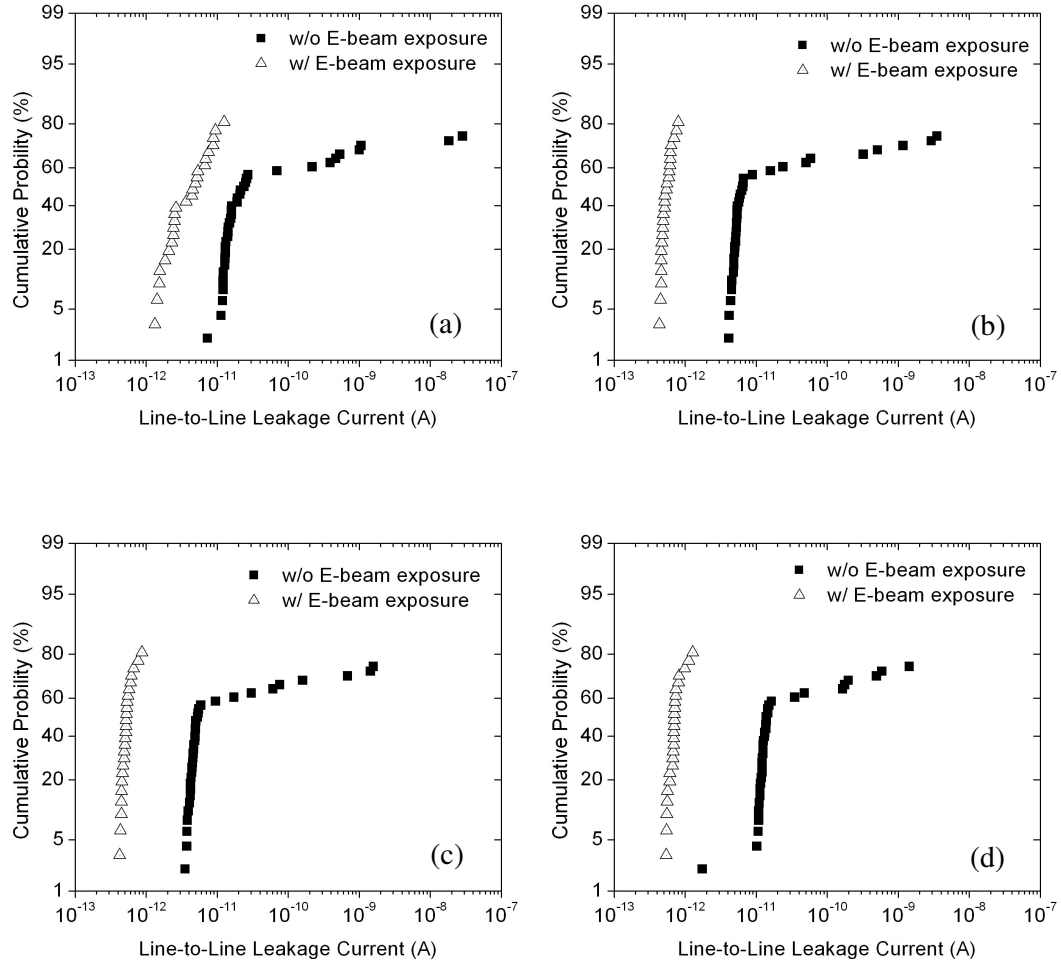 99
95
80
60
40
20
5
1
Cumulative Probility (%)
w/o E-beam exposure
w/ E-beam exposure
(a)
10-13 10-12 10-11 10-10 10-9 10-8 10-7
Line-to-Line Leakage Current (A)
99
95
80
60
40
20
5
1
Cumulative Probility (%)
w/o E-beam exposure
w/ E-beam exposure
(b)
10-13 10-12 10-11 10-10 10-9 10-8 10-7
Line-to-Line Leakage Current (A)
99
95
80
60
40
20
5
1
Cumulative Probility (%)
w/o E-beam exposure
w/ E-beam exposure
(c)
10-13 10-12 10-11 10-10 10-9 10-8 10-7
Line-to-Line Leakage Current (A)
99
95
80
60
40
20
5
1
Cumulative Probility (%)
w/o E-beam exposure
w/ E-beam exposure
(d)
10-13 10-12 10-11 10-10 10-9 10-8 10-7
Line-to-Line Leakage Current (A)